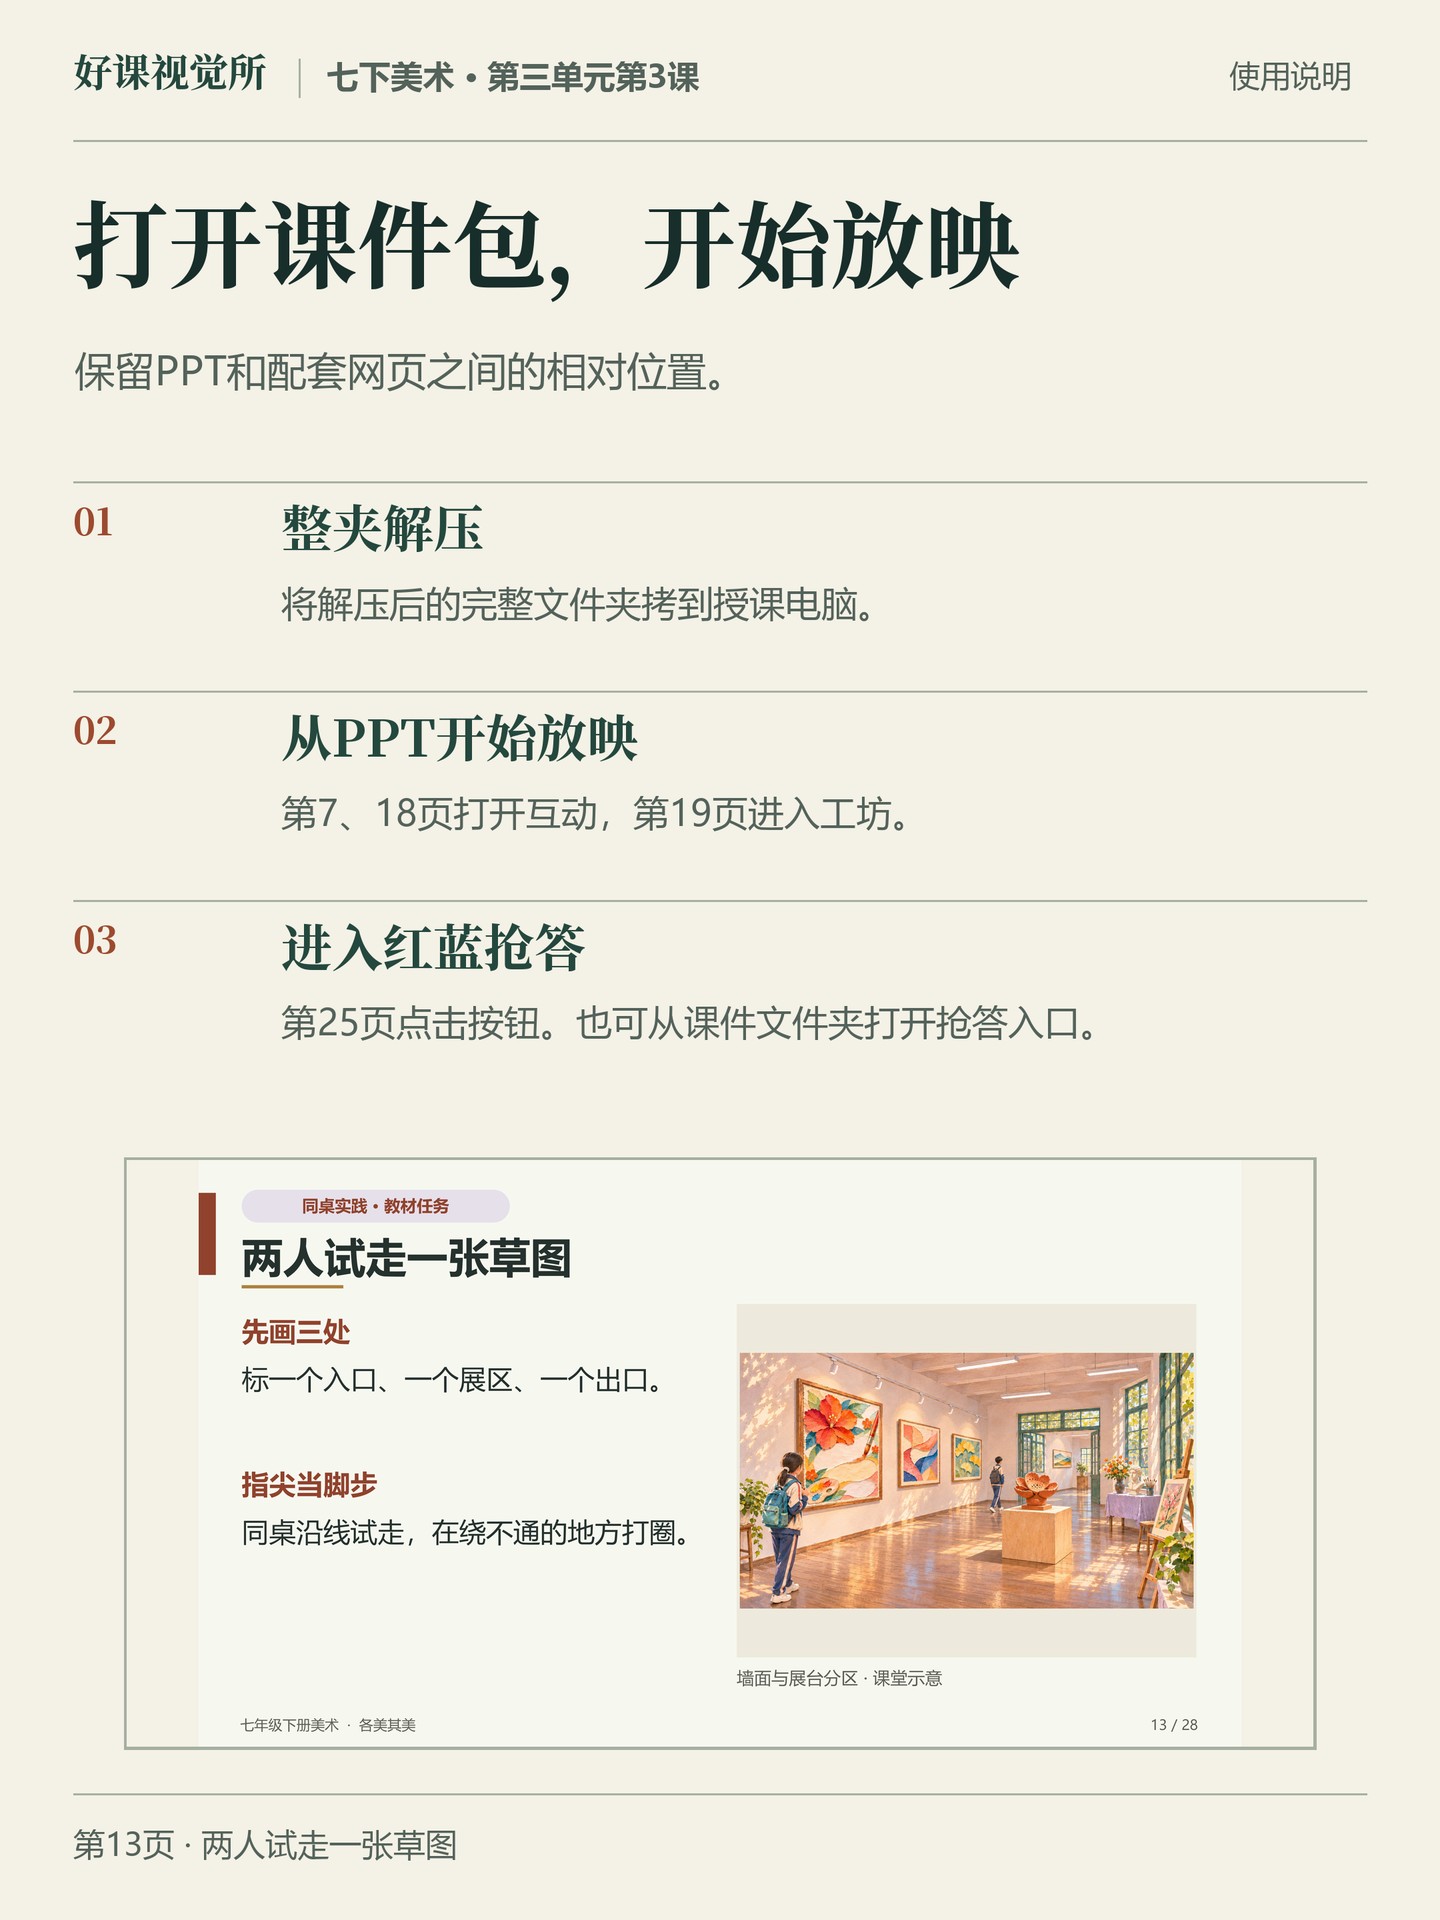 好课视觉所
七下美术·第三单元第3课
使用说明
打开课件包，开始放映
保留PPT和配套网页之间的相对位置。
01
整夹解压
将解压后的完整文件夹拷到授课电脑。
02
从PPT开始放映
第7、18页打开互动，第19页进入工坊。
03
进入红蓝抢答
第25页点击按钮。也可从课件文件夹打开抢答入口。
同桌实践·教材任务
两人试走一张草图
先画三处
标一个入口、一个展区、一个出口。
指尖当脚步
同桌沿线试走，在绕不通的地方打圈。
墙面与展台分区·课堂示意
七年级下册美术 · 各美其美
13 / 28
第13页·两人试走一张草图